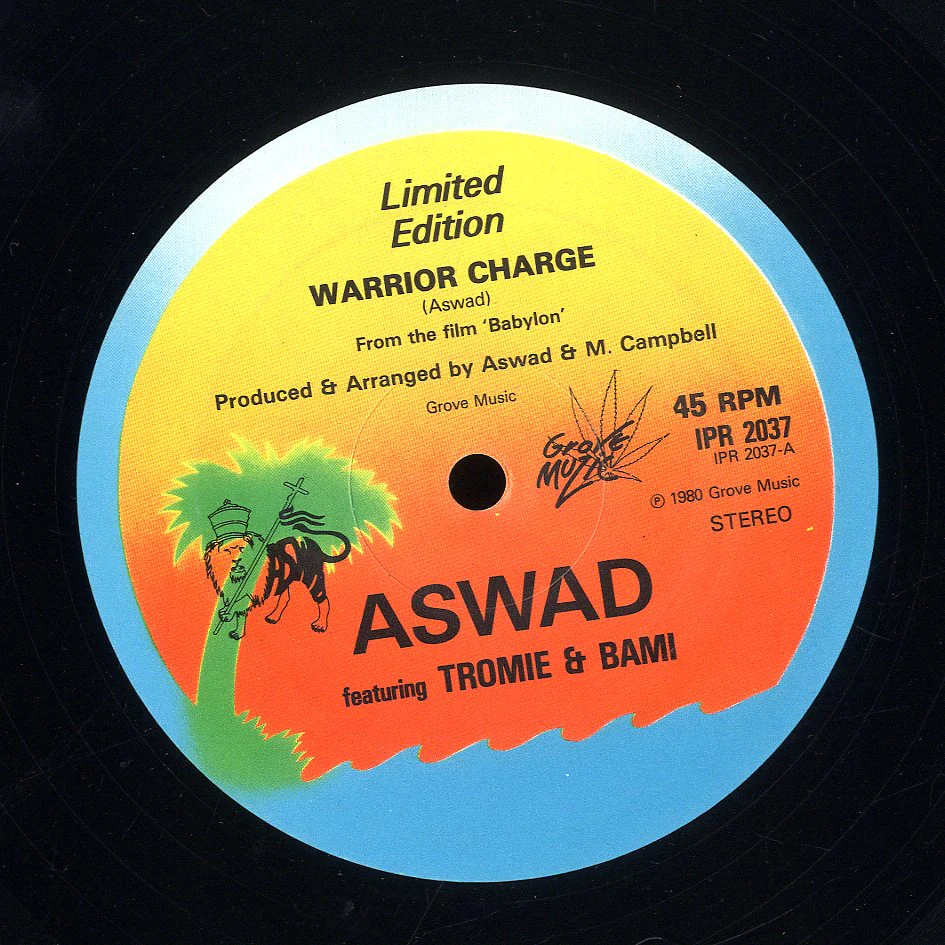 Limited
Edition
WARRIOR CHARGE
(Aswad)
From the film ‘Babylon’
Produced & Arranged by Aswad & M. Campbell
Grove Music
GROVE
MUZIC
45 RPM
IPR 2037
IPR 2037-A
℗ 1980 Grove Music
STEREO
ASWAD
featuring TROMIE & BAMI